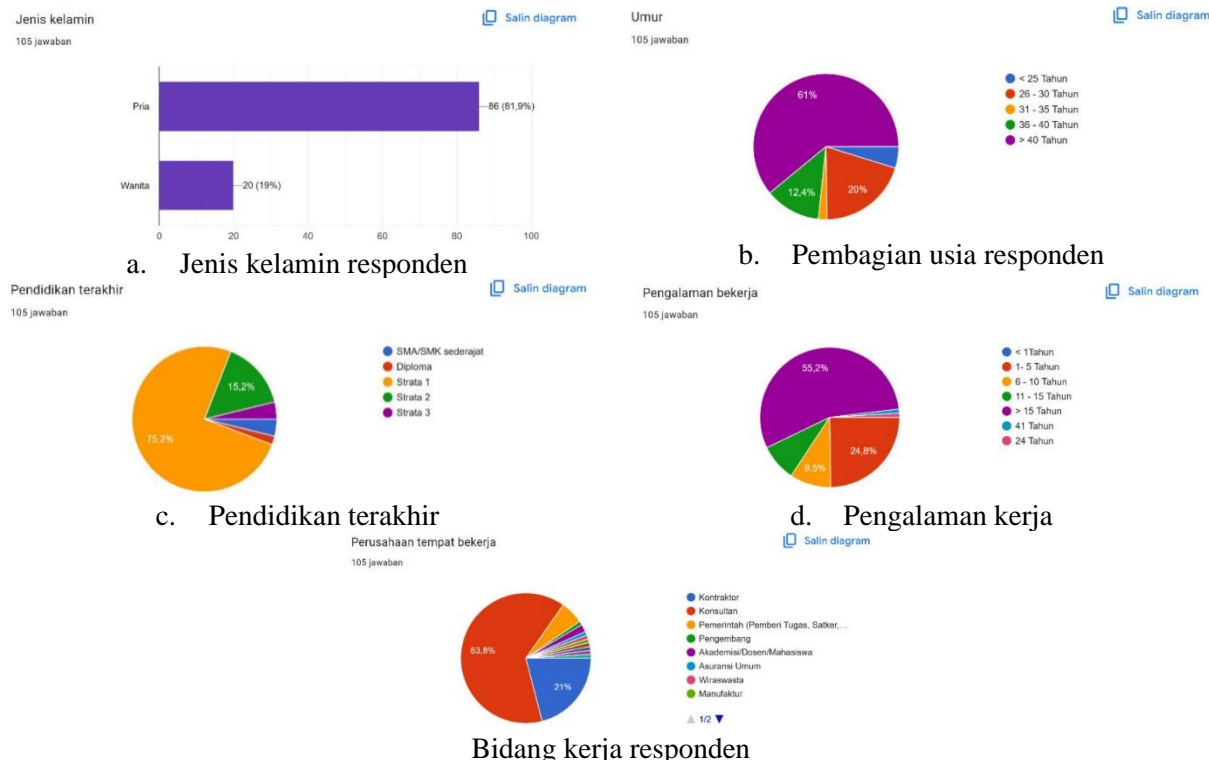 Jenis kelamin
Salin diagram
105 jawaban
Pria
86 (81,9%)
Wanita
20 (19%)
0 20 40 60 80 100
a. Jenis kelamin responden
Umur
Salin diagram
105 jawaban
61%
12,4%
20%
< 25 Tahun
26 - 30 Tahun
31 - 35 Tahun
36 - 40 Tahun
> 40 Tahun
b. Pembagian usia responden
Pendidikan terakhir
Salin diagram
105 jawaban
15,2%
75,2%
SMA/SMK sederajat
Diploma
Strata 1
Strata 2
Strata 3
c. Pendidikan terakhir
Pengalaman bekerja
Salin diagram
105 jawaban
55,2%
24,8%
9,5%
< 1Tahun
1- 5 Tahun
6 - 10 Tahun
11 - 15 Tahun
> 15 Tahun
41 Tahun
24 Tahun
d. Pengalaman kerja
Perusahaan tempat bekerja
Salin diagram
105 jawaban
63,8%
21%
Kontraktor
Konsultan
Pemerintah (Pemberi Tugas, Satker,...
Pengembang
Akademisi/Dosen/Mahasiswa
Asuransi Umum
Wiraswasta
Manufaktur
1/2
Bidang kerja responden